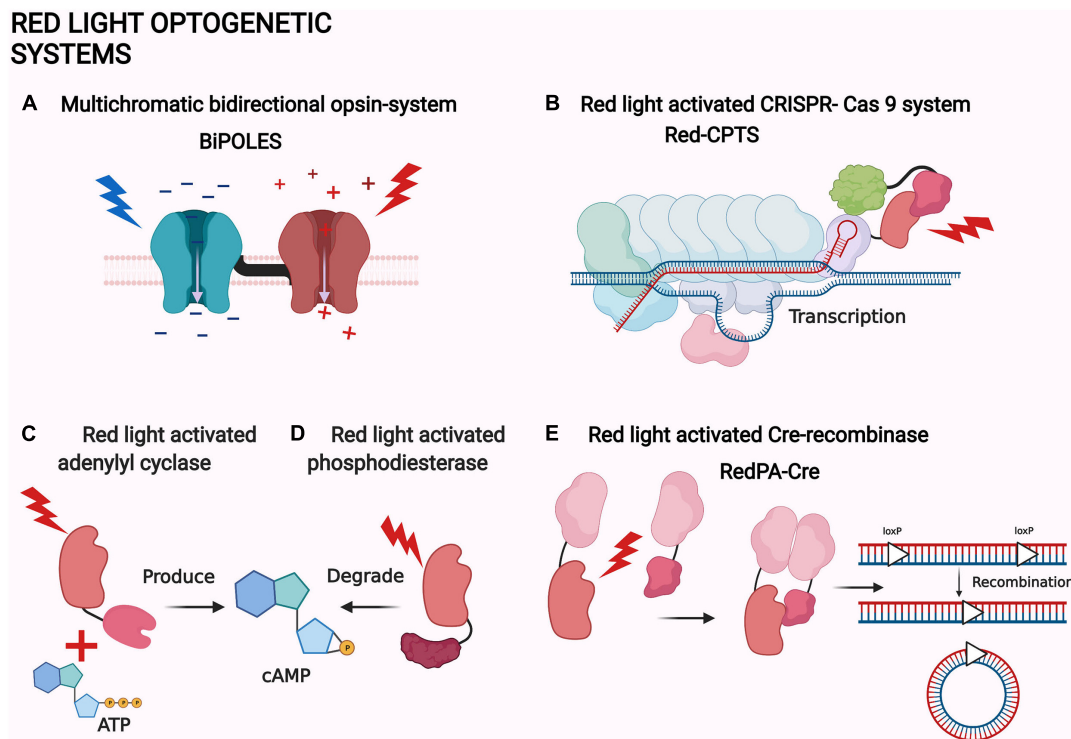 RED LIGHT OPTOGENETIC
SYSTEMS
A Multichromatic bidirectional opsin-system
BiPOLES
B Red light activated CRISPR- Cas 9 system
Red-CPTS
Transcription
C Red light activated
adenylyl cyclase
Produce
ATP
P P P
cAMP
P
D Red light activated
phosphodiesterase
Degrade
E Red light activated Cre-recombinase
RedPA-Cre
loxP loxP
Recombination